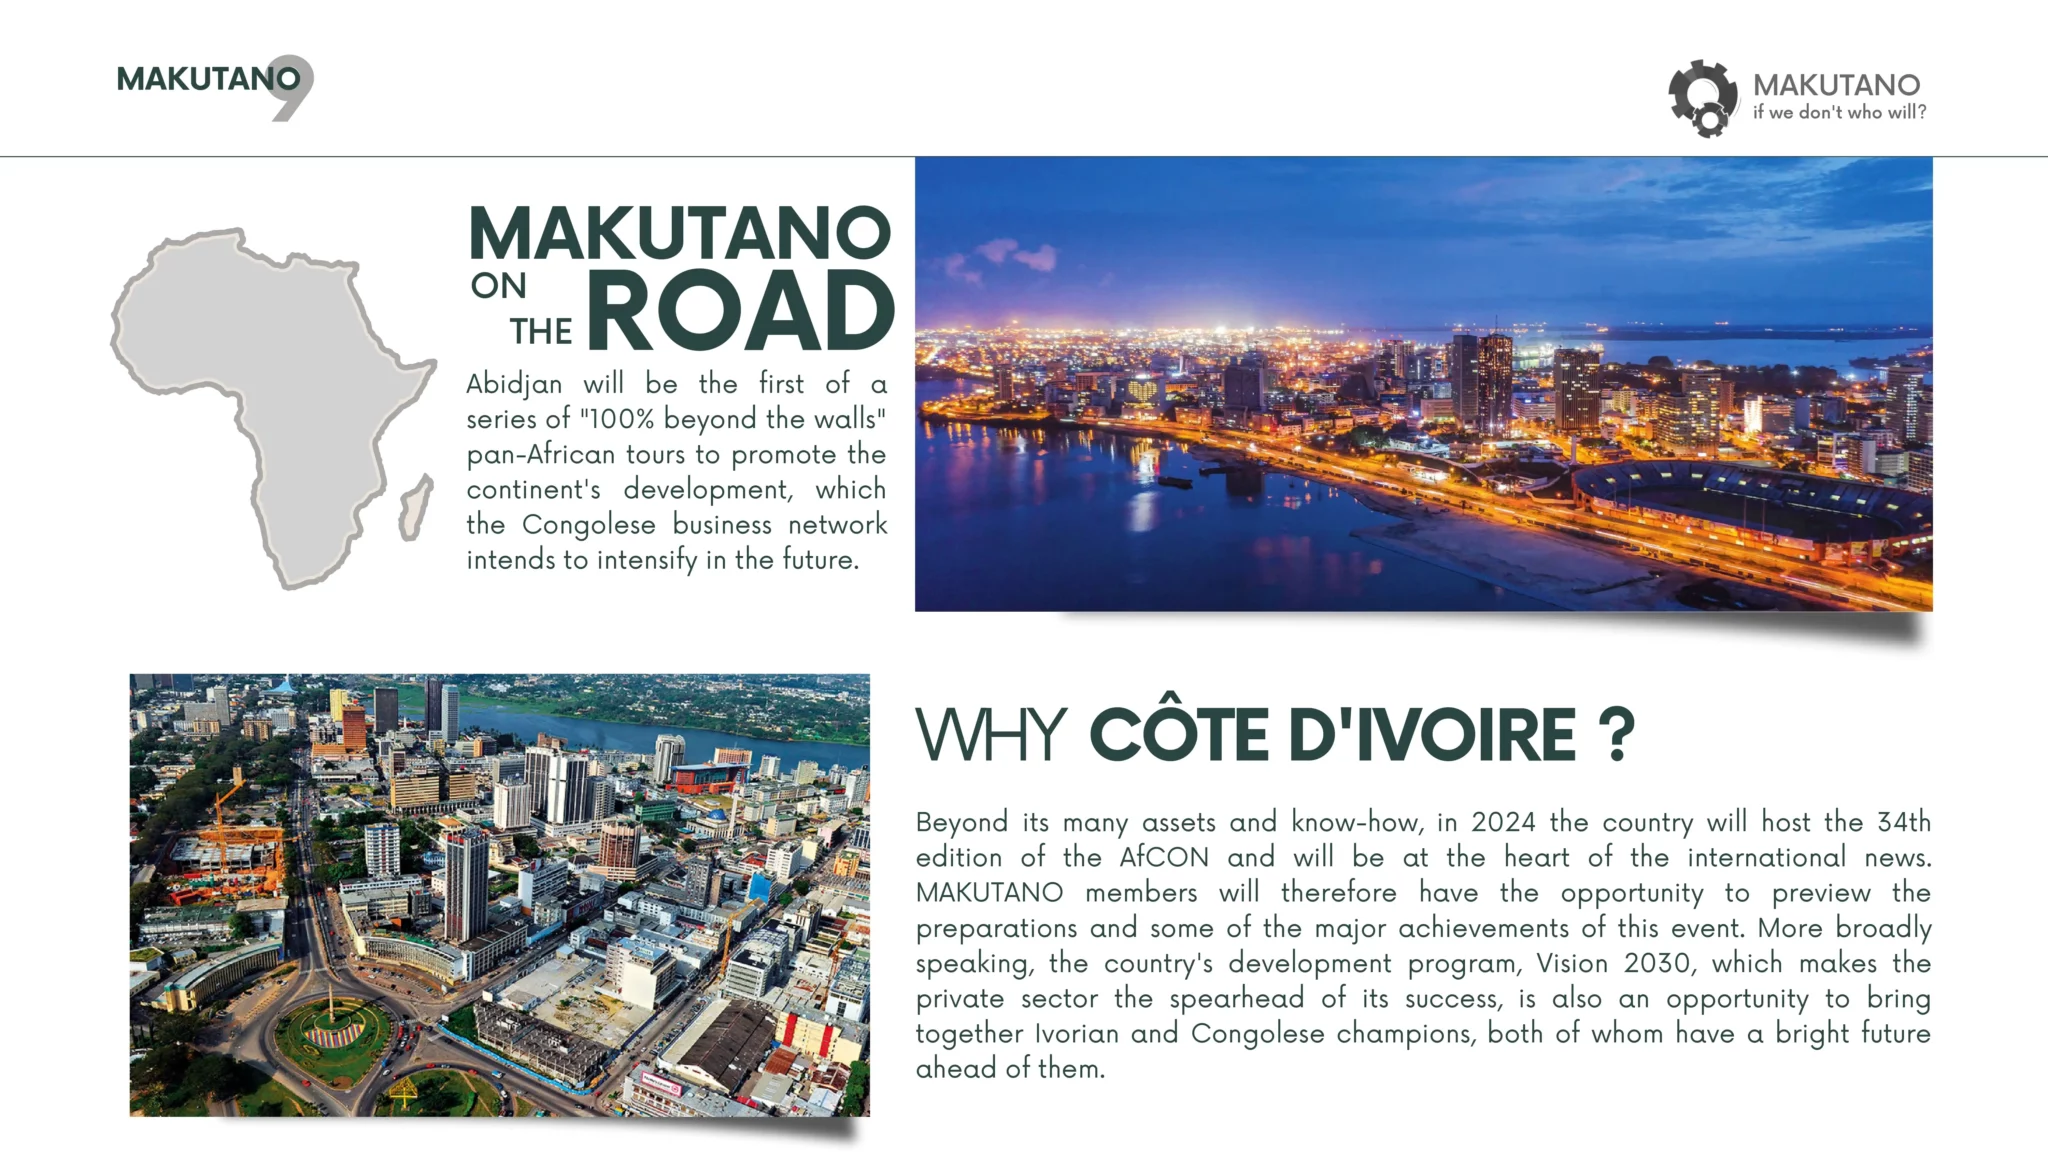 MAKUTANO9
MAKUTANO
if we don't who will?
MAKUTANO
ON
THE ROAD
Abidjan will be the first of a
series of "100% beyond the walls"
pan-African tours to promote the
continent's development, which
the Congolese business network
intends to intensify in the future.
WHY CÔTE D'IVOIRE ?
Beyond its many assets and know-how, in 2024 the country will host the 34th
edition of the AfCON and will be at the heart of the international news.
MAKUTANO members will therefore have the opportunity to preview the
preparations and some of the major achievements of this event. More broadly
speaking, the country's development program, Vision 2030, which makes the
private sector the spearhead of its success, is also an opportunity to bring
together Ivorian and Congolese champions, both of whom have a bright future
ahead of them.